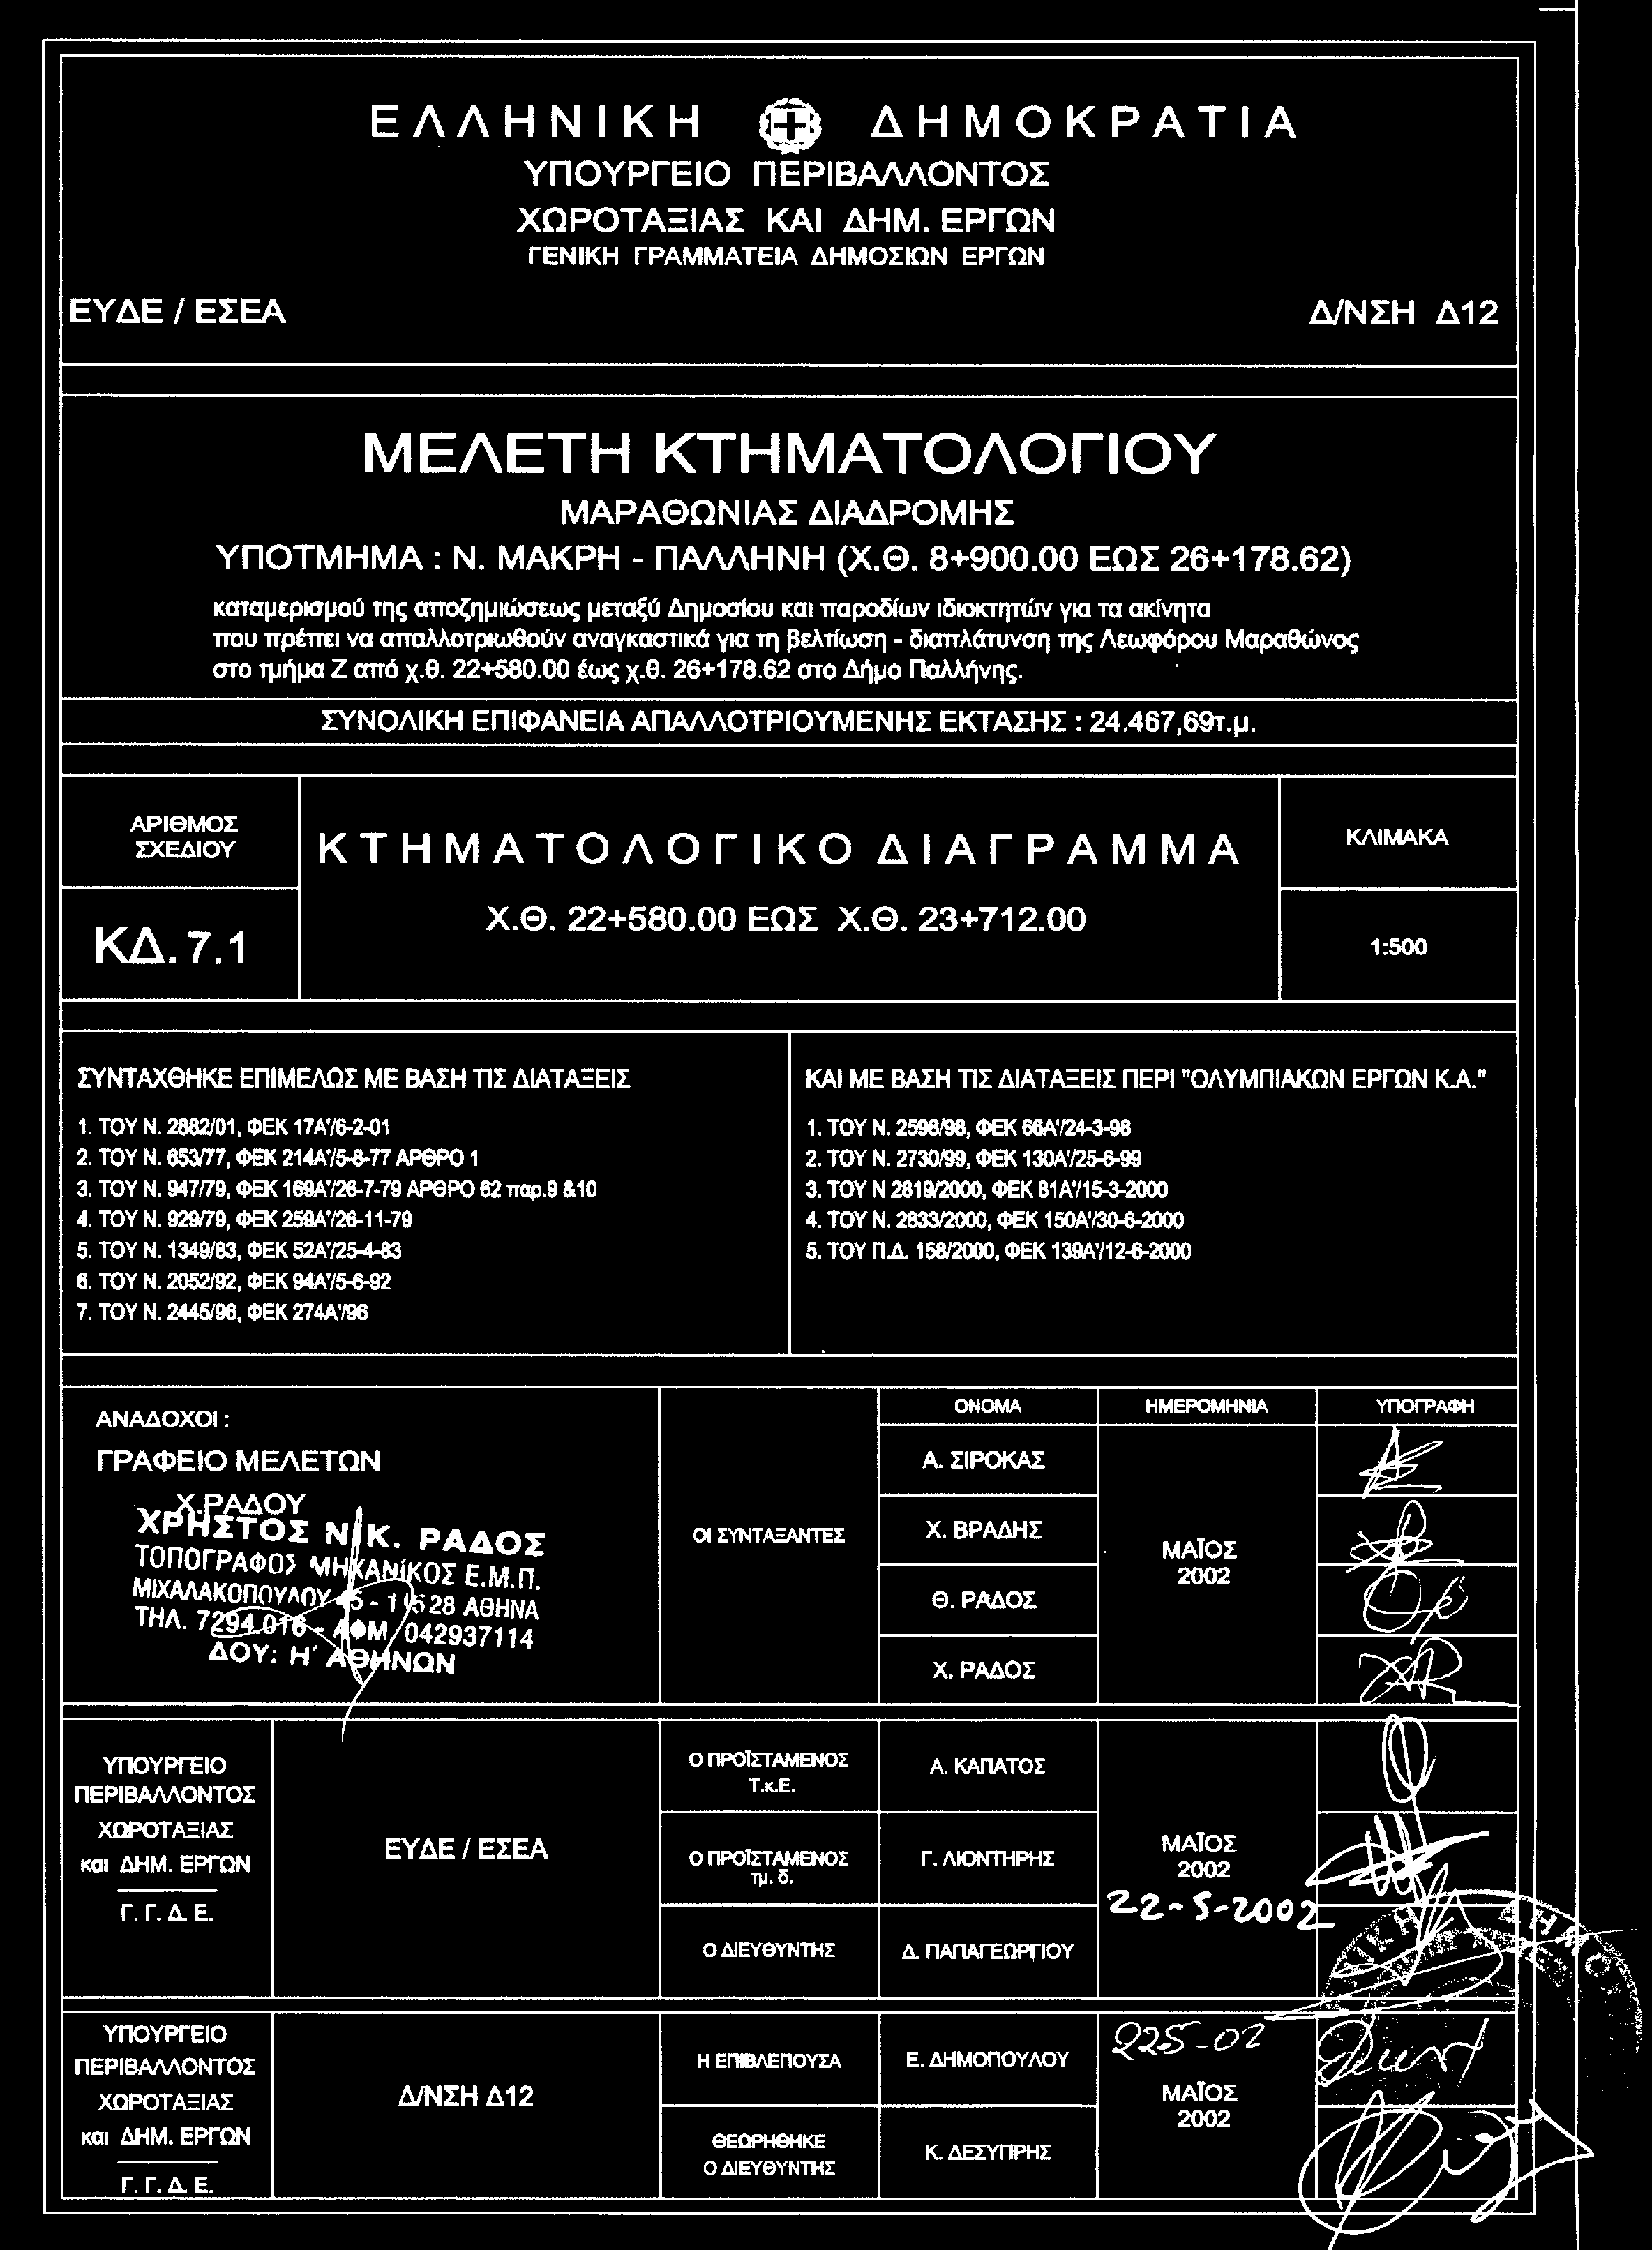 ΕΛΛΗΝΙΚΗ ΔΗΜΟΚΡΑΤΙΑ
ΥΠΟΥΡΓΕΙΟ ΠΕΡΙΒΑΛΛΟΝΤΟΣ
ΧΩΡΟΤΑΞΙΑΣ ΚΑΙ ΔΗΜ. ΕΡΓΩΝ
ΓΕΝΙΚΗ ΓΡΑΜΜΑΤΕΙΑ ΔΗΜΟΣΙΩΝ ΕΡΓΩΝ
ΕΥΔΕ / ΕΣΕΑ
Δ/ΝΣΗ Δ12
ΜΕΛΕΤΗ ΚΤΗΜΑΤΟΛΟΓΙΟΥ
ΜΑΡΑΘΩΝΙΑΣ ΔΙΑΔΡΟΜΗΣ
ΥΠΟΤΜΗΜΑ : Ν. ΜΑΚΡΗ - ΠΑΛΛΗΝΗ (Χ.Θ. 8+900.00 ΕΩΣ 26+178.62)
καταμερισμού της αποζημιώσεως μεταξύ Δημοσίου και παροδίων ιδιοκτητών για τα ακίνητα
που πρέπει να απαλλοτριωθούν αναγκαστικά για τη βελτίωση - διαπλάτυνση της Λεωφόρου Μαραθώνος
στο τμήμα Ζ από χ.θ. 22+580.00 έως χ.θ. 26+178.62 στο Δήμο Παλλήνης.
ΣΥΝΟΛΙΚΗ ΕΠΙΦΑΝΕΙΑ ΑΠΑΛΛΟΤΡΙΟΥΜΕΝΗΣ ΕΚΤΑΣΗΣ : 24.467,69τ.μ.
ΑΡΙΘΜΟΣ
ΣΧΕΔΙΟΥ
ΚΔ. 7.1
ΚΤΗΜΑΤΟΛΟΓΙΚΟ ΔΙΑΓΡΑΜΜΑ
Χ.Θ. 22+580.00 ΕΩΣ Χ.Θ. 23+712.00
ΚΛΙΜΑΚΑ
1:500
ΣΥΝΤΑΧΘΗΚΕ ΕΠΙΜΕΛΩΣ ΜΕ ΒΑΣΗ ΤΙΣ ΔΙΑΤΑΞΕΙΣ
1. ΤΟΥ Ν. 2882/01, ΦΕΚ 17Α'/6-2-01
2. ΤΟΥ Ν. 653/77, ΦΕΚ 214Α'/5-8-77 ΑΡΘΡΟ 1
3. ΤΟΥ Ν. 947/79, ΦΕΚ 169Α'/26-7-79 ΑΡΘΡΟ 62 παρ.9 &10
4. ΤΟΥ Ν. 929/79, ΦΕΚ 259Α'/26-11-79
5. ΤΟΥ Ν. 1349/83, ΦΕΚ 52Α'/25-4-83
6. ΤΟΥ Ν. 2052/92, ΦΕΚ 94Α'/5-6-92
7. ΤΟΥ Ν. 2445/96, ΦΕΚ 274Α'/96
ΚΑΙ ΜΕ ΒΑΣΗ ΤΙΣ ΔΙΑΤΑΞΕΙΣ ΠΕΡΙ "ΟΛΥΜΠΙΑΚΩΝ ΕΡΓΩΝ Κ.Α."
1. ΤΟΥ Ν. 2598/98, ΦΕΚ 66Α'/24-3-98
2. ΤΟΥ Ν. 2730/99, ΦΕΚ 130Α'/25-6-99
3. ΤΟΥ Ν 2819/2000, ΦΕΚ 81Α'/15-3-2000
4. ΤΟΥ Ν. 2833/2000, ΦΕΚ 150Α'/30-6-2000
5. ΤΟΥ Π.Δ. 158/2000, ΦΕΚ 139Α'/12-6-2000
ΑΝΑΔΟΧΟΙ :
ΓΡΑΦΕΙΟ ΜΕΛΕΤΩΝ
Χ.ΡΑΔΟΥ
ΧΡΗΣΤΟΣ ΝΙΚ. ΡΑΔΟΣ
ΤΟΠΟΓΡΑΦΟΣ ΜΗΧΑΝΙΚΟΣ Ε.Μ.Π.
ΜΙΧΑΛΑΚΟΠΟΥΛΟΥ 45 - 11528 ΑΘΗΝΑ
ΤΗΛ. 7294.016 - ΑΦΜ 042937114
ΔΟΥ: Η΄ ΑΘΗΝΩΝ
ΟΝΟΜΑ
ΗΜΕΡΟΜΗΝΙΑ
ΥΠΟΓΡΑΦΗ
ΟΙ ΣΥΝΤΑΞΑΝΤΕΣ
Α. ΣΙΡΟΚΑΣ
Χ. ΒΡΑΔΗΣ
Θ. ΡΑΔΟΣ
Χ. ΡΑΔΟΣ
ΜΑΪΟΣ
2002
ΥΠΟΥΡΓΕΙΟ
ΠΕΡΙΒΑΛΛΟΝΤΟΣ
ΧΩΡΟΤΑΞΙΑΣ
και ΔΗΜ. ΕΡΓΩΝ
Γ. Γ. Δ. Ε.
ΕΥΔΕ / ΕΣΕΑ
Ο ΠΡΟΪΣΤΑΜΕΝΟΣ
Τ.κ.Ε.
Α. ΚΑΠΑΤΟΣ
Ο ΠΡΟΪΣΤΑΜΕΝΟΣ
τμ. δ.
Γ. ΛΙΟΝΤΗΡΗΣ
Ο ΔΙΕΥΘΥΝΤΗΣ
Δ. ΠΑΠΑΓΕΩΡΓΙΟΥ
ΜΑΪΟΣ
2002
22-5-2002
ΥΠΟΥΡΓΕΙΟ
ΠΕΡΙΒΑΛΛΟΝΤΟΣ
ΧΩΡΟΤΑΞΙΑΣ
και ΔΗΜ. ΕΡΓΩΝ
Γ. Γ. Δ. Ε.
Δ/ΝΣΗ Δ12
Η ΕΠΙΒΛΕΠΟΥΣΑ
Ε. ΔΗΜΟΠΟΥΛΟΥ
ΘΕΩΡΗΘΗΚΕ
Ο ΔΙΕΥΘΥΝΤΗΣ
Κ. ΔΕΣΥΠΡΗΣ
225-02
ΜΑΪΟΣ
2002